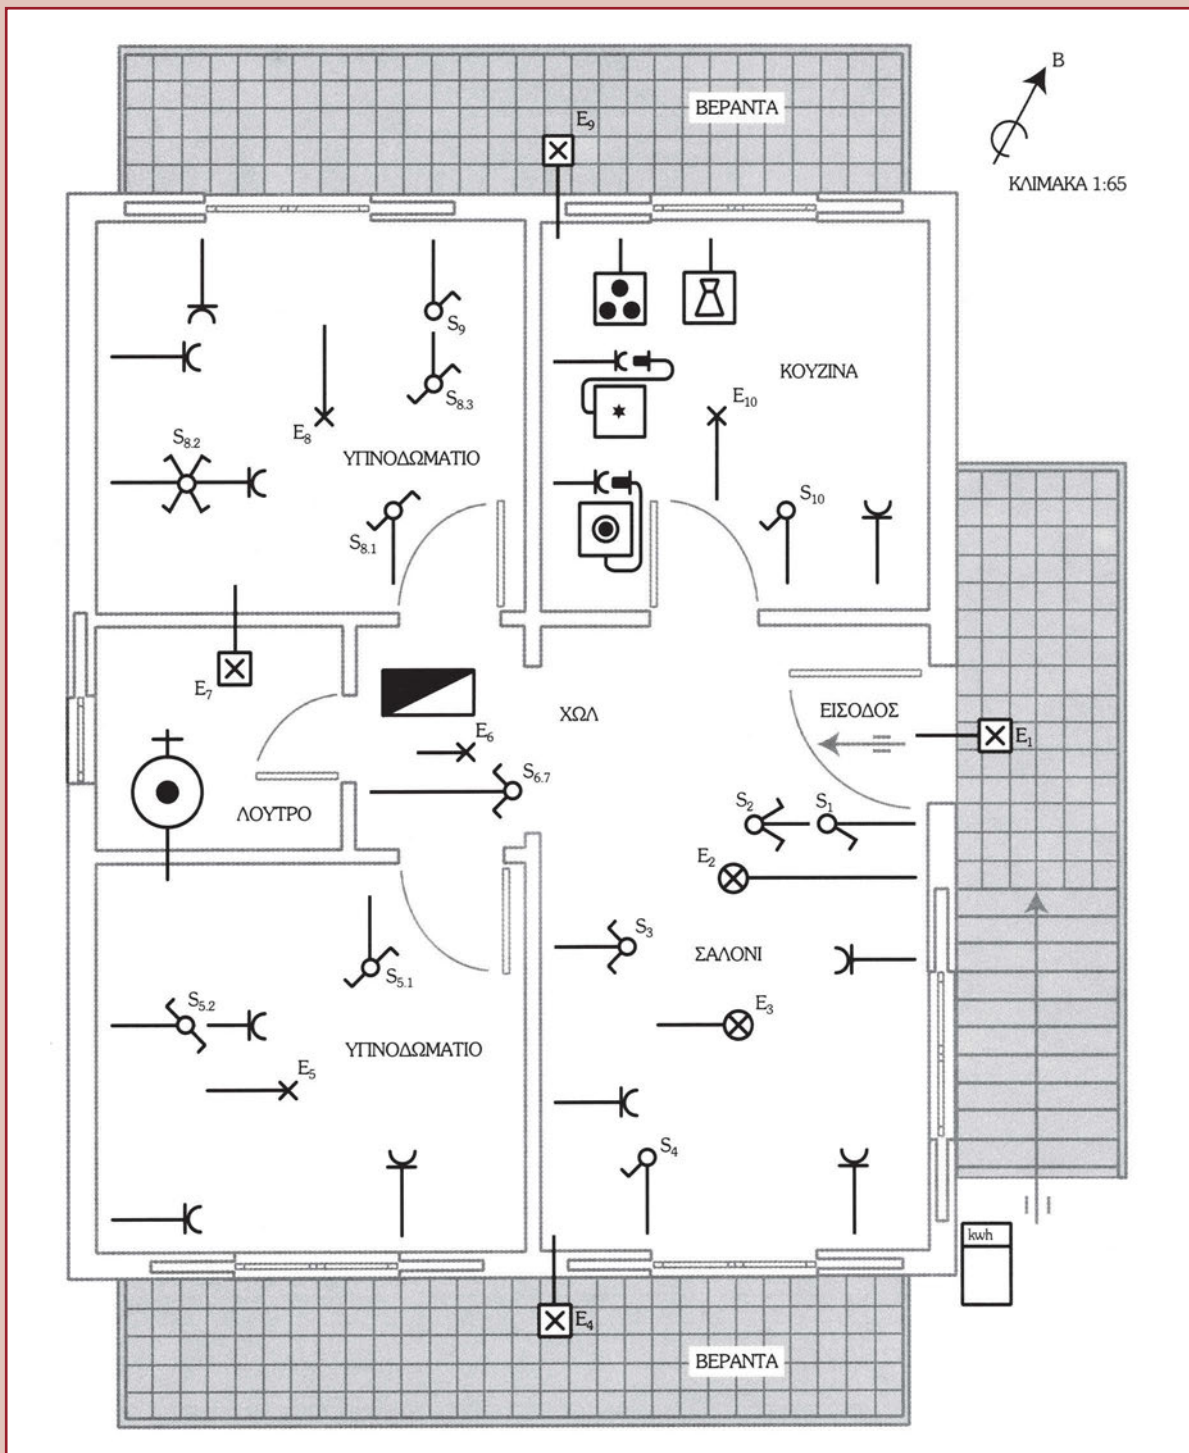 ΒΕΡΑΝΤΑ
E9
B
ΚΛΙΜΑΚΑ 1:65
S9
S8.3
E8
S8.2
ΥΠΝΟΔΩΜΑΤΙΟ
S8.1
ΚΟΥΖΙΝΑ
E10
S10
E7
ΛΟΥΤΡΟ
E6
S6.7
ΧΩΛ
ΕΙΣΟΔΟΣ
E1
S2
S1
E2
S3
ΣΑΛΟΝΙ
E3
S5.1
S5.2
ΥΠΝΟΔΩΜΑΤΙΟ
E5
S4
kwh
E4
ΒΕΡΑΝΤΑ